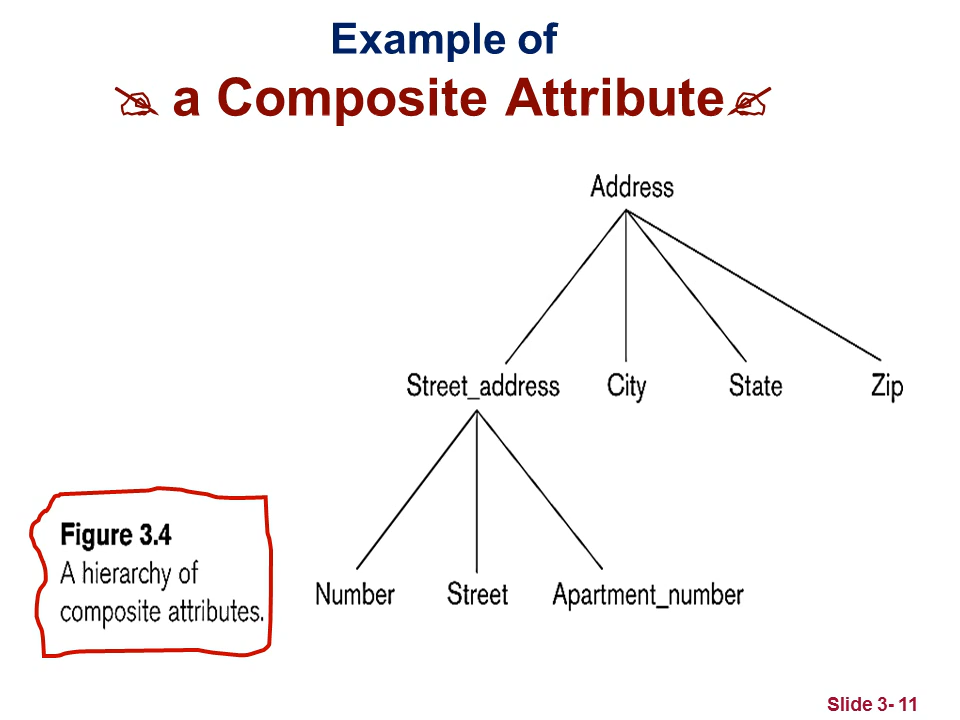 Example of
a Composite Attribute
Address
Street_address City State Zip
Figure 3.4
A hierarchy of
composite attributes.
Number Street Apartment_number
Slide 3- 11